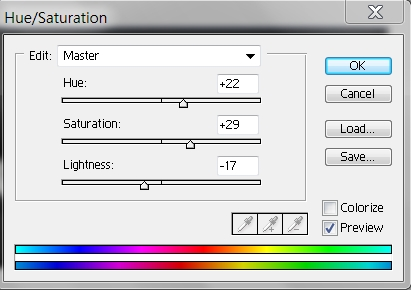 Hue/Saturation
Edit: Master
OK
Hue: +22
Cancel
Saturation: +29
Load...
Lightness: -17
Save...
Colorize
Preview